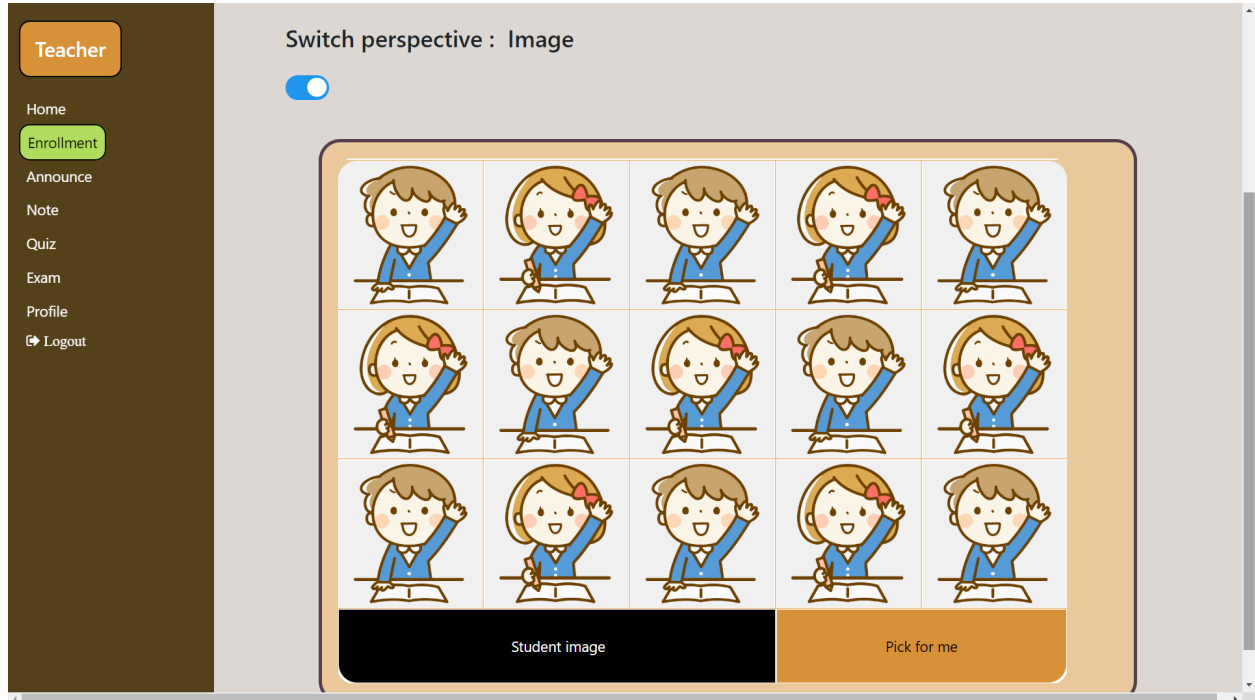 Teacher
Home
Enrollment
Announce
Note
Quiz
Exam
Profile
Logout
Switch perspective : Image
Student image
Pick for me